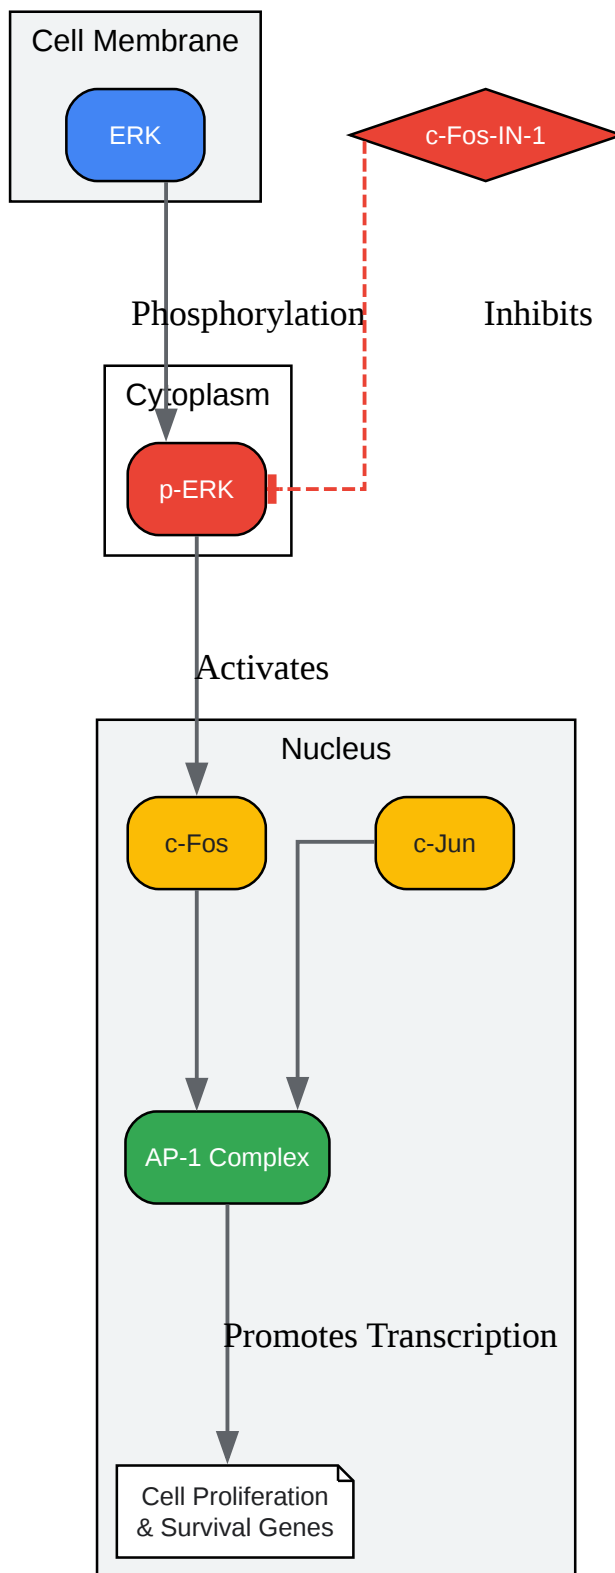 Cell Membrane
ERK
c-Fos-IN-1
Phosphorylation
Inhibits
Cytoplasm
p-ERK
Activates
Nucleus
c-Fos
c-Jun
AP-1 Complex
Promotes Transcription
Cell Proliferation
& Survival Genes